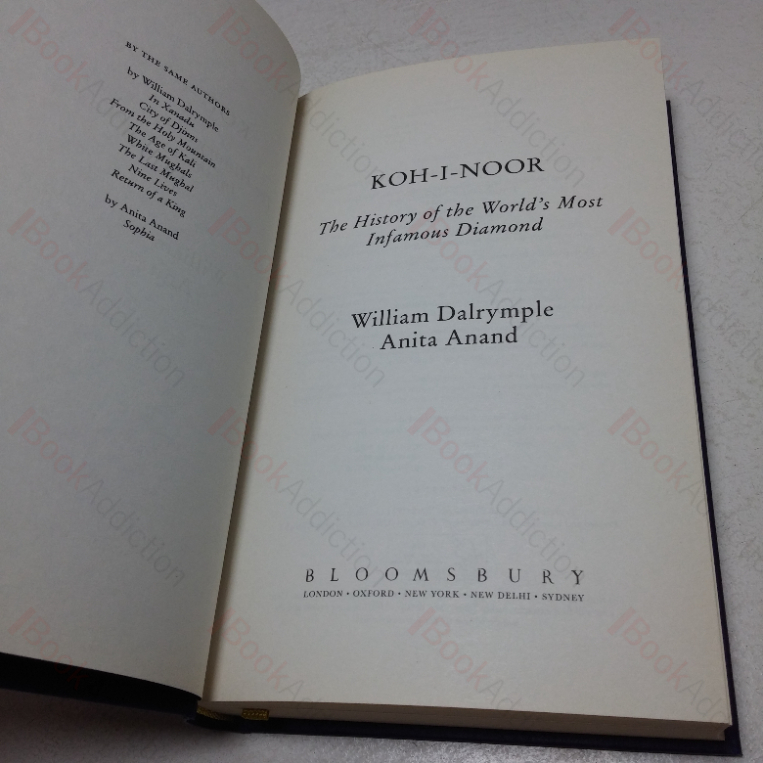 BY THE SAME AUTHORS
by William Dalrymple
In Xanadu
City of Djinns
From the Holy Mountain
The Age of Kali
White Mughals
The Last Mughal
Nine Lives
Return of a King
by Anita Anand
Sophia
KOH-I-NOOR
The History of the World's Most
Infamous Diamond
William Dalrymple
Anita Anand
BLOOMSBURY
LONDON • OXFORD • NEW YORK • NEW DELHI • SYDNEY
BookAddiction